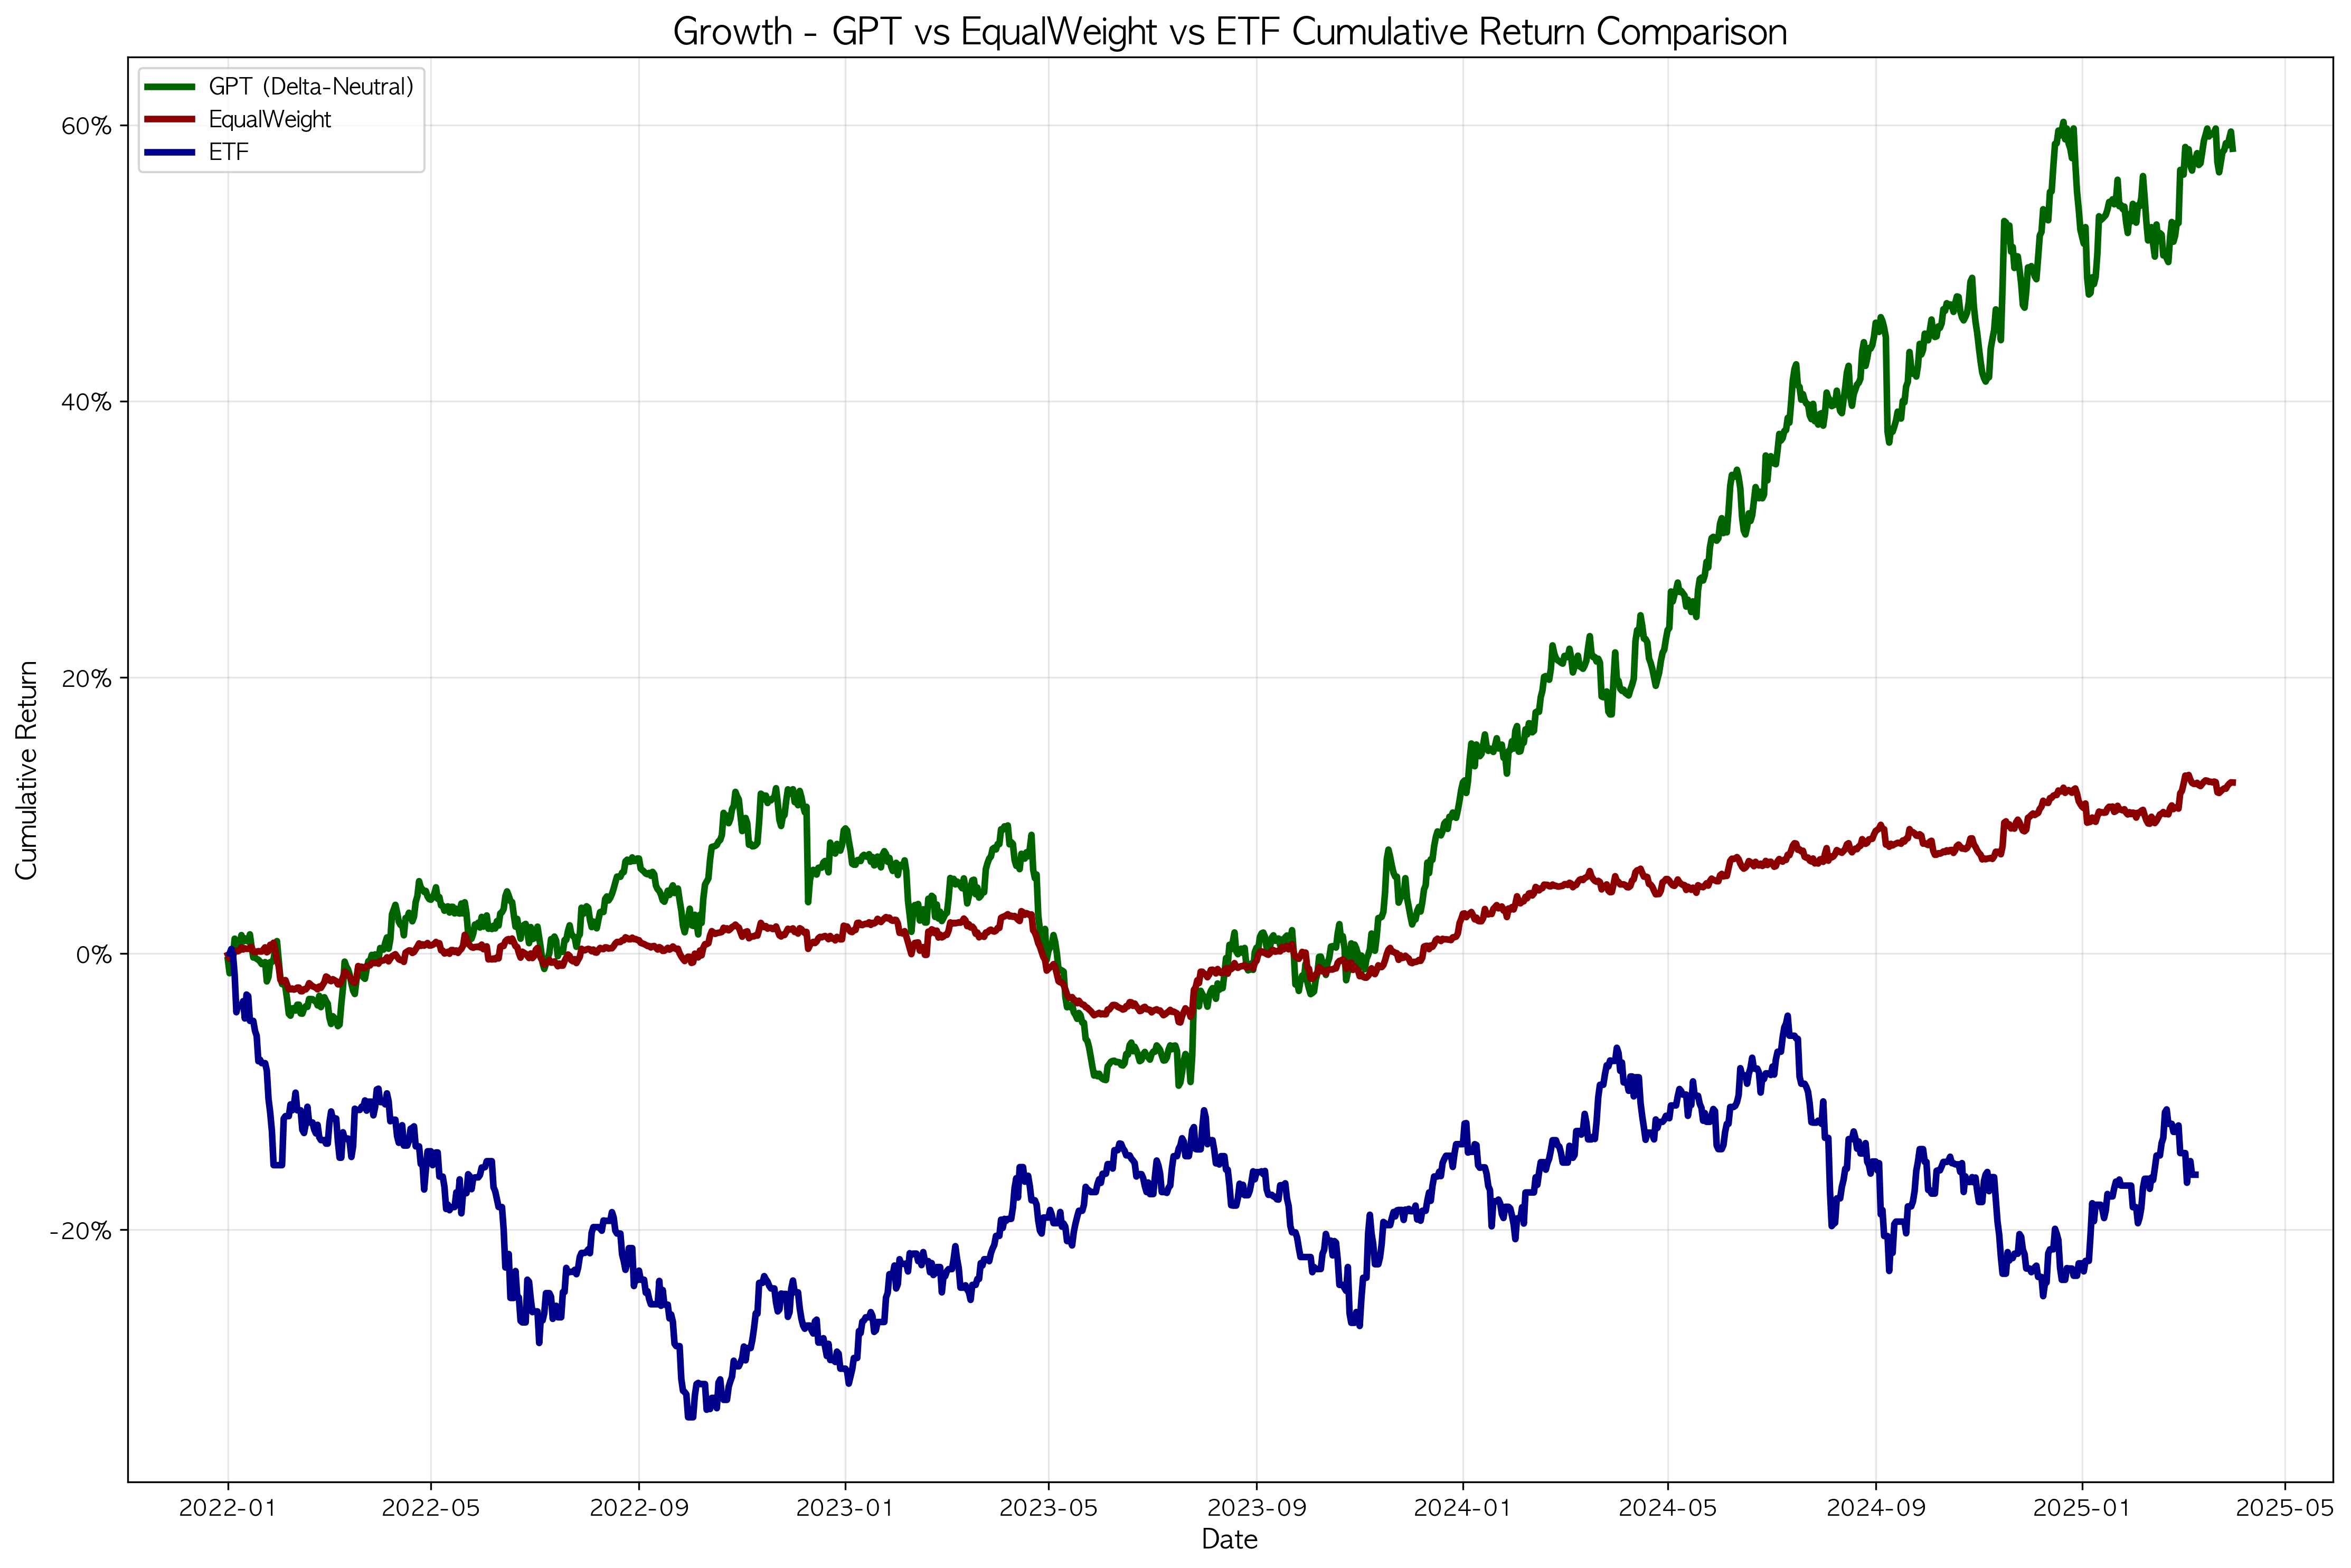 Growth - GPT vs EqualWeight vs ETF Cumulative Return Comparison
GPT (Delta-Neutral)
EqualWeight
ETF
60%
40%
20%
0%
-20%
Cumulative Return
2022-01 2022-05 2022-09 2023-01 2023-05 2023-09 2024-01 2024-05 2024-09 2025-01 2025-05
Date